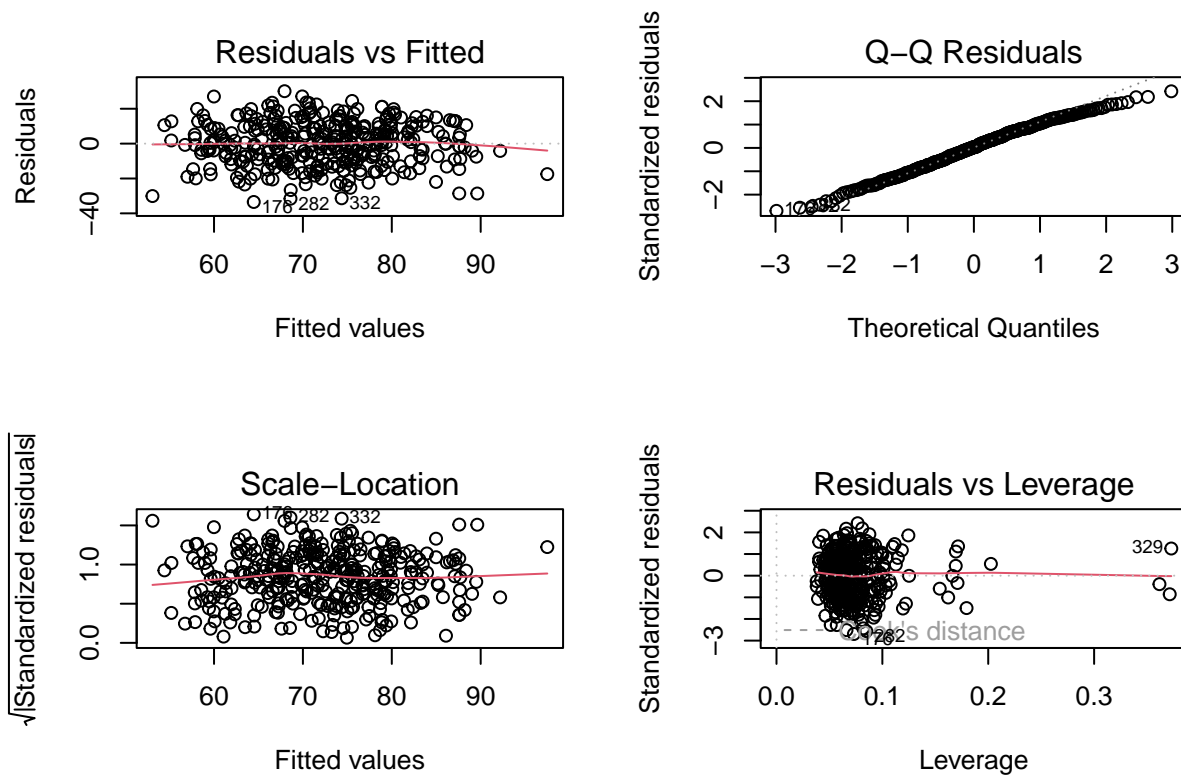 Residuals vs Fitted
Residuals
0
−40
60 70 80 90
176 282 332
Fitted values
Q−Q Residuals
Standardized residuals
2
0
−2
−3 −2 −1 0 1 2 3
Theoretical Quantiles
Scale−Location
√|Standardized residuals|
1.0
0.0
176 282 332
60 70 80 90
Fitted values
Residuals vs Leverage
Standardized residuals
2
0
−3
329
Cook's distance
0.0 0.1 0.2 0.3
Leverage